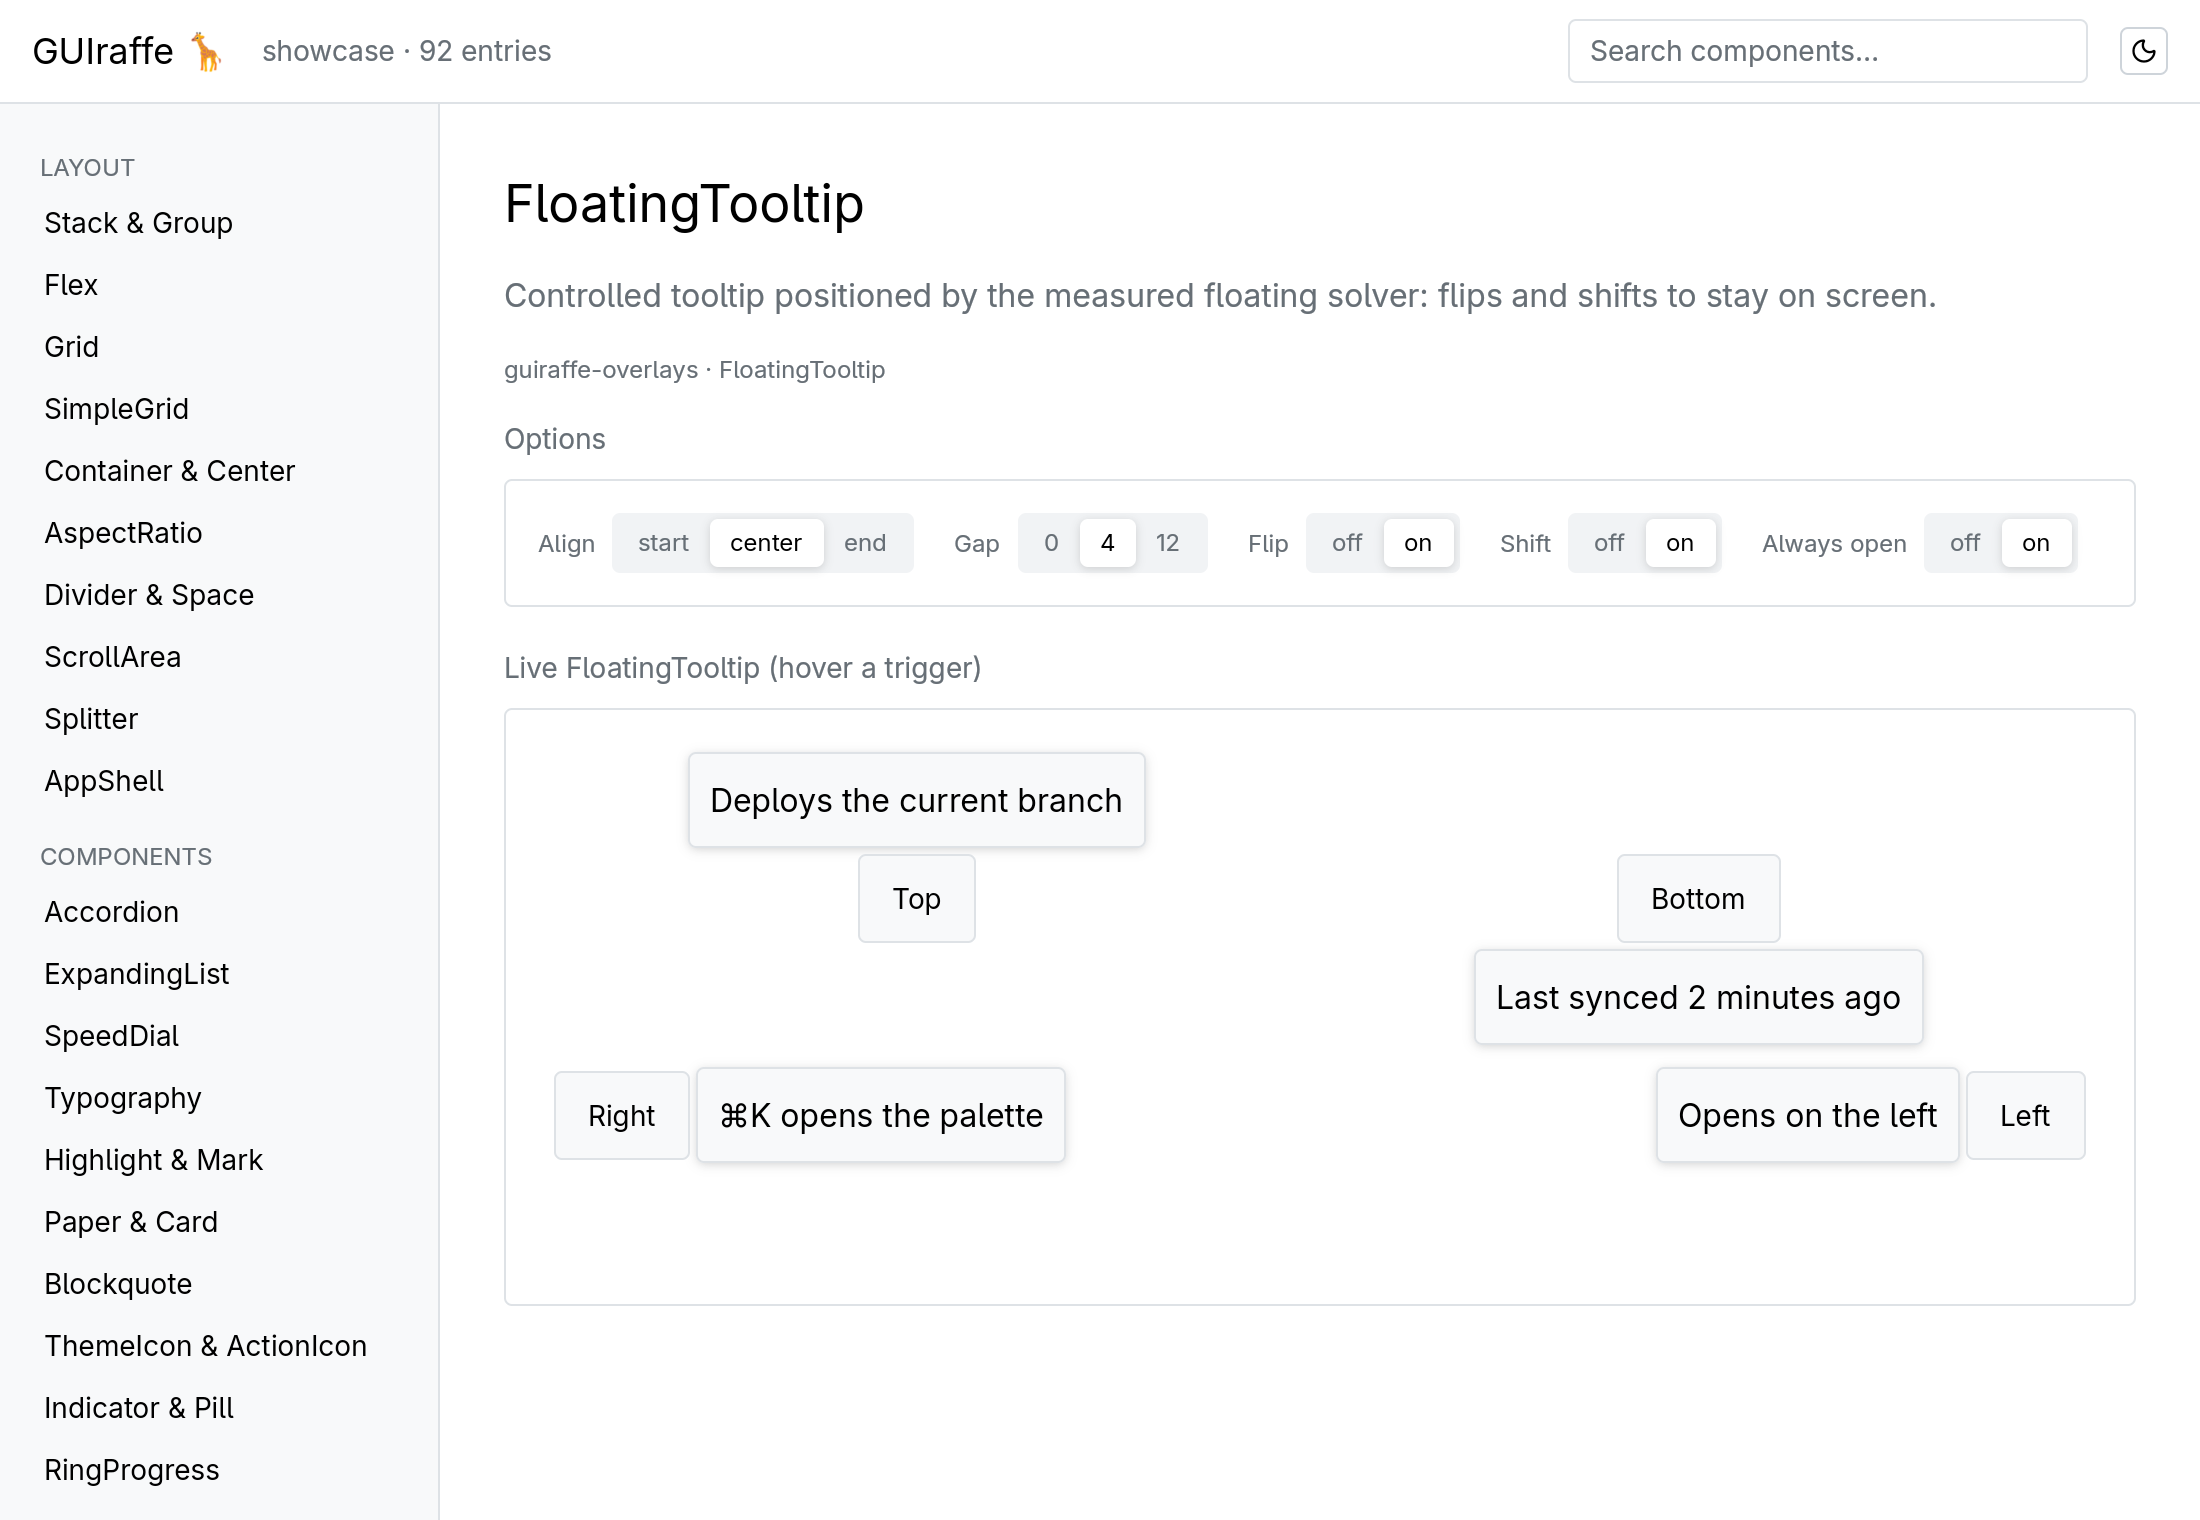 GUIraffe 🦒 showcase · 92 entries Search components...
LAYOUT
Stack & Group
Flex
Grid
SimpleGrid
Container & Center
AspectRatio
Divider & Space
ScrollArea
Splitter
AppShell
COMPONENTS
Accordion
ExpandingList
SpeedDial
Typography
Highlight & Mark
Paper & Card
Blockquote
ThemeIcon & ActionIcon
Indicator & Pill
RingProgress
FloatingTooltip
Controlled tooltip positioned by the measured floating solver: flips and shifts to stay on screen.
guiraffe-overlays · FloatingTooltip
Options
Align start center end Gap 0 4 12 Flip off on Shift off on Always open off on
Live FloatingTooltip (hover a trigger)
Deploys the current branch
Top Bottom
Last synced 2 minutes ago
Right ⌘K opens the palette Opens on the left Left